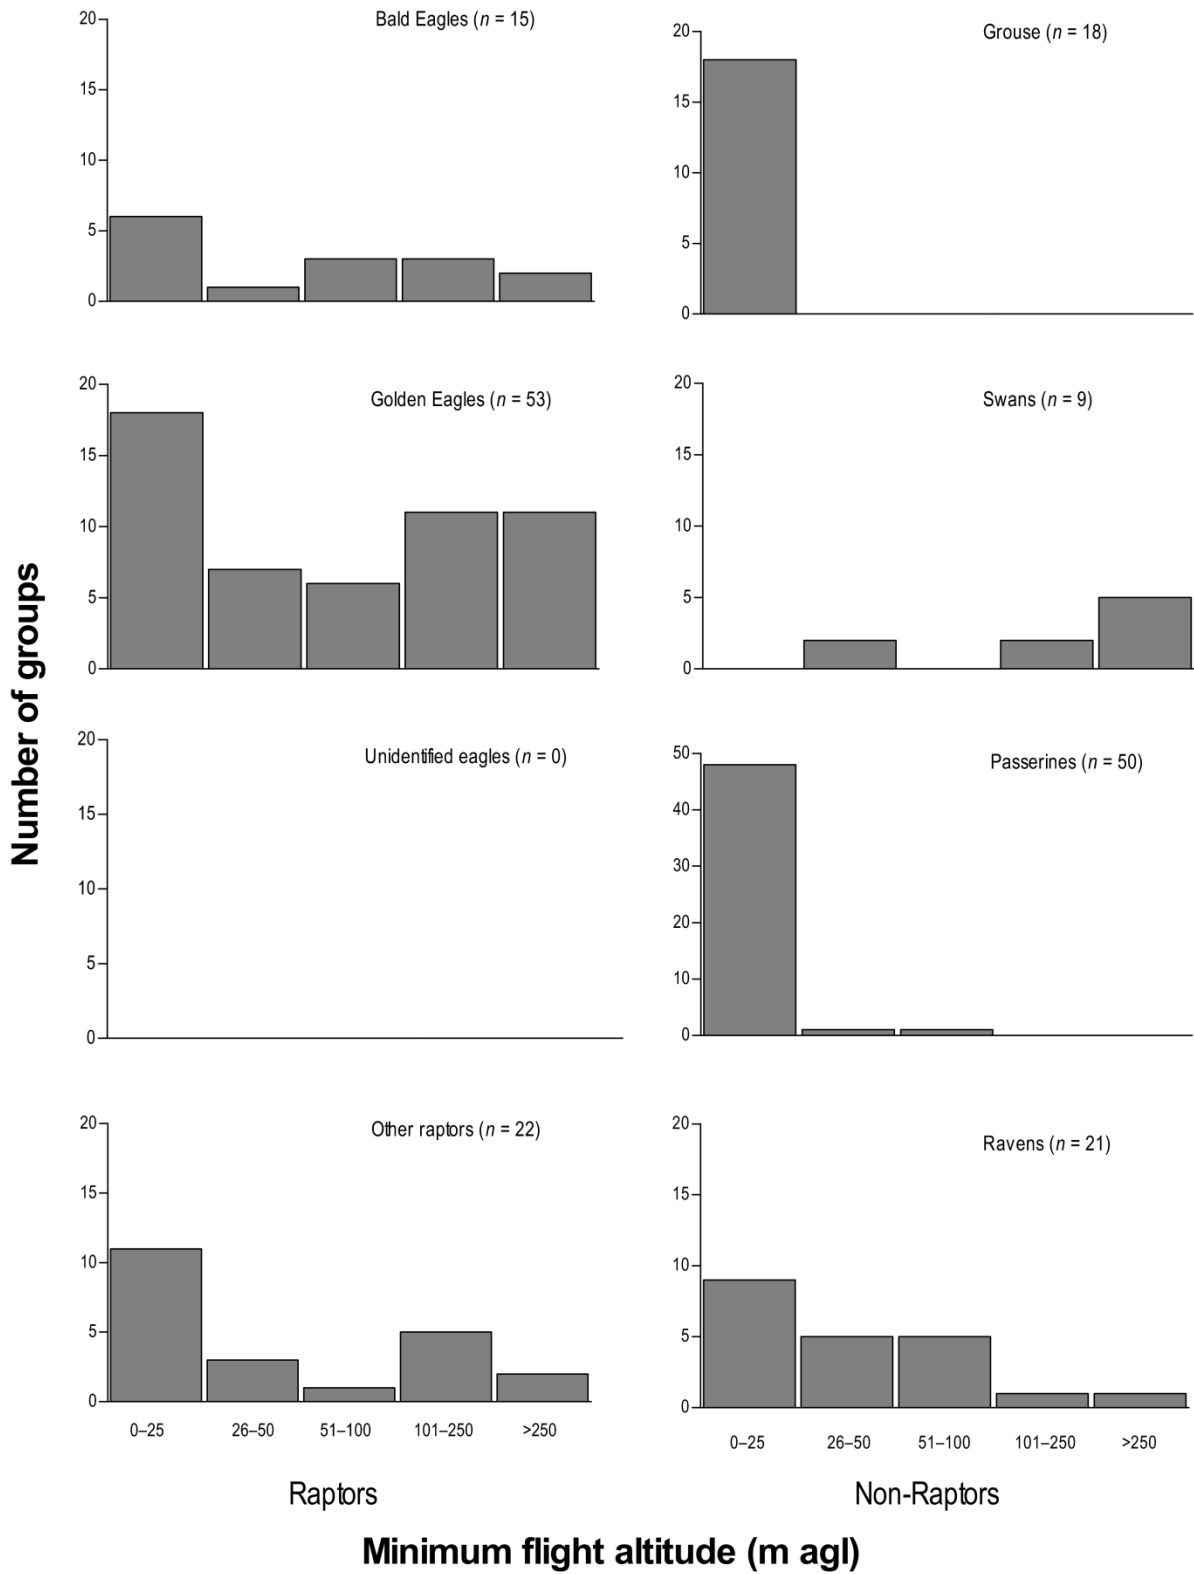 Number of groups
Bald Eagles (n = 15)
20
15
10
5
0
Grouse (n = 18)
20
15
10
5
0
Golden Eagles (n = 53)
20
15
10
5
0
Swans (n = 9)
20
15
10
5
0
Unidentified eagles (n = 0)
20
15
10
5
0
Passerines (n = 50)
50
40
30
20
10
0
Other raptors (n = 22)
20
15
10
5
0
0–25 26–50 51–100 101–250 >250
Raptors
Ravens (n = 21)
20
15
10
5
0
0–25 26–50 51–100 101–250 >250
Non-Raptors
Minimum flight altitude (m agl)